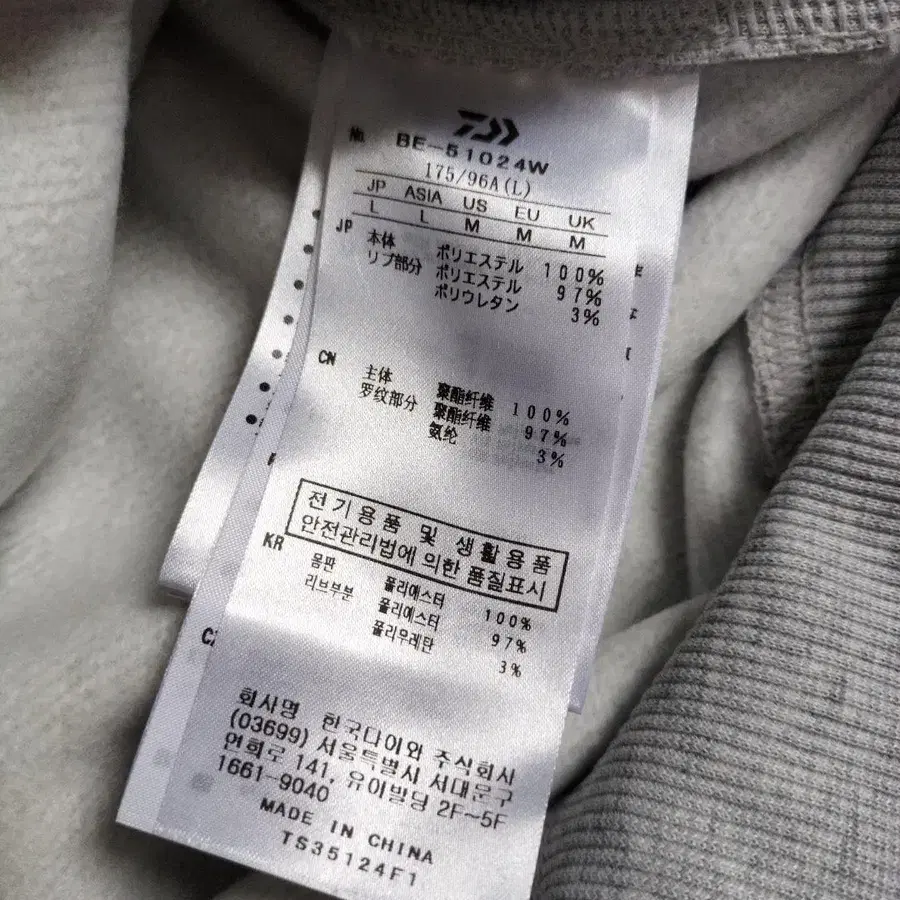 No. BE-51024W
175/96A(L)
JP ASIA US EU UK
L L M M M
JP
本体 ポリエステル 100%
リブ部分 ポリエステル 97%
ポリウレタン 3%
CN
主体 聚酯纤维 100%
罗纹部分 聚酯纤维 97%
氨纶 3%
전기용품 및 생활용품
안전관리법에 의한 품질표시
KR
몸판 폴리에스터 100%
리브부분 폴리에스터 97%
폴리우레탄 3%
회사명 한국다이와 주식회사
(03699) 서울특별시 서대문구
연희로 141, 유이빌딩 2F~5F
1661-9040
MADE IN CHINA
TS35124F1